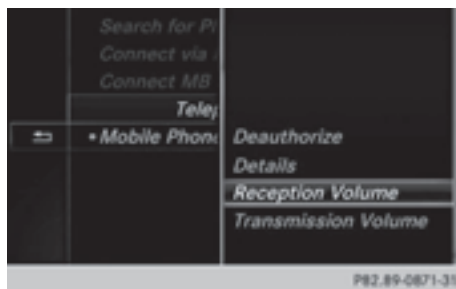 Search for P
Connect via
Connect MB
Telep
• Mobile Phone
Deauthorize
Details
Reception Volume
Transmission Volume
P82.89-0871-31